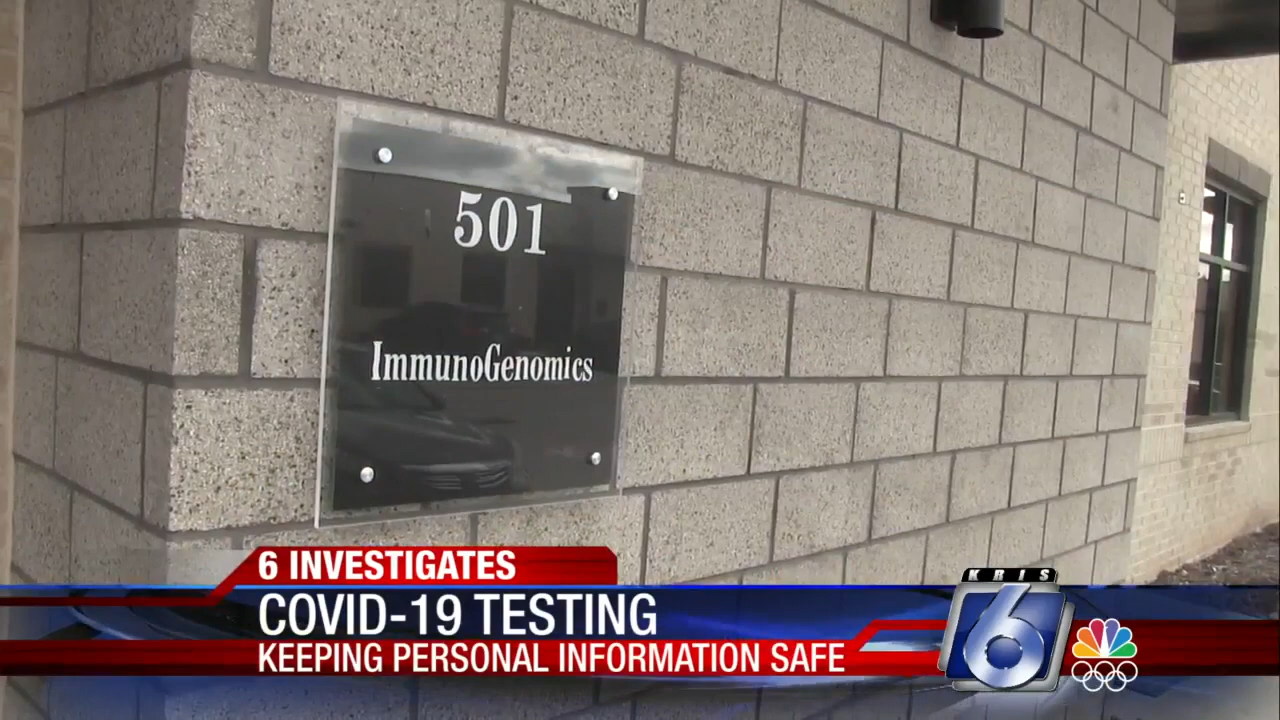 501
ImmunoGenomics
6 INVESTIGATES
COVID-19 TESTING
KEEPING PERSONAL INFORMATION SAFE
KRIS
6